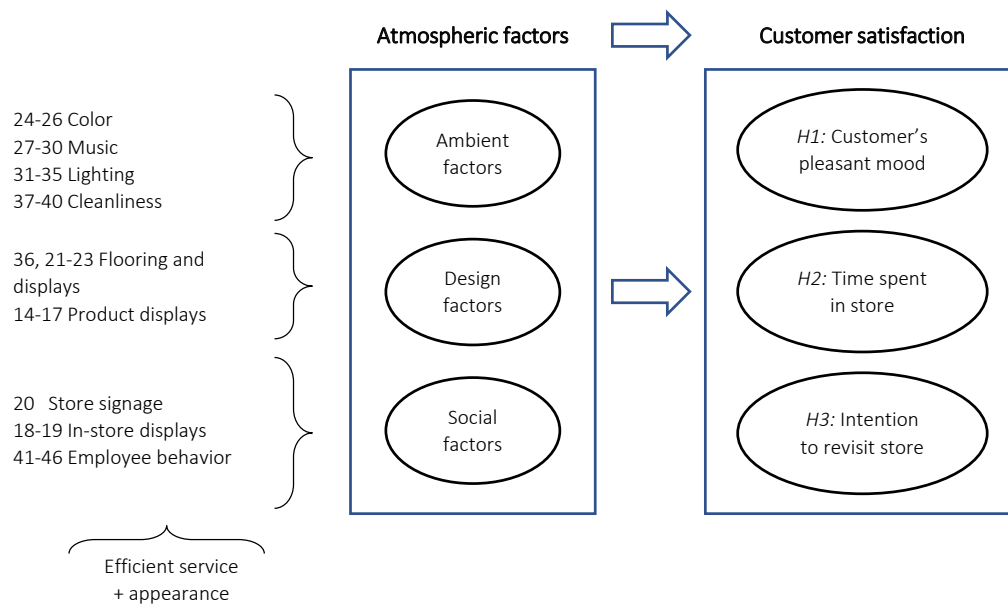 Atmospheric factors
Customer satisfaction
24-26 Color
27-30 Music
31-35 Lighting
37-40 Cleanliness
Ambient
factors
H1: Customer's
pleasant mood
36, 21-23 Flooring and
displays
14-17 Product displays
Design
factors
H2: Time spent
in store
20 Store signage
18-19 In-store displays
41-46 Employee behavior
Social
factors
H3: Intention
to revisit store
Efficient service
+ appearance